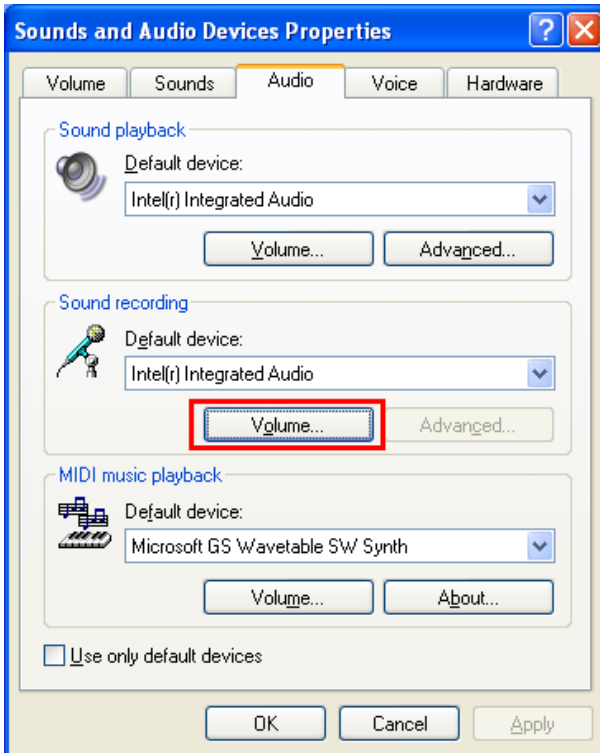 Sounds and Audio Devices Properties
Volume Sounds Audio Voice Hardware
Sound playback
Default device:
Intel(r) Integrated Audio
Volume... Advanced...
Sound recording
Default device:
Intel(r) Integrated Audio
Volume... Advanced...
MIDI music playback
Default device:
Microsoft GS Wavetable SW Synth
Volume... About...
Use only default devices
OK Cancel Apply